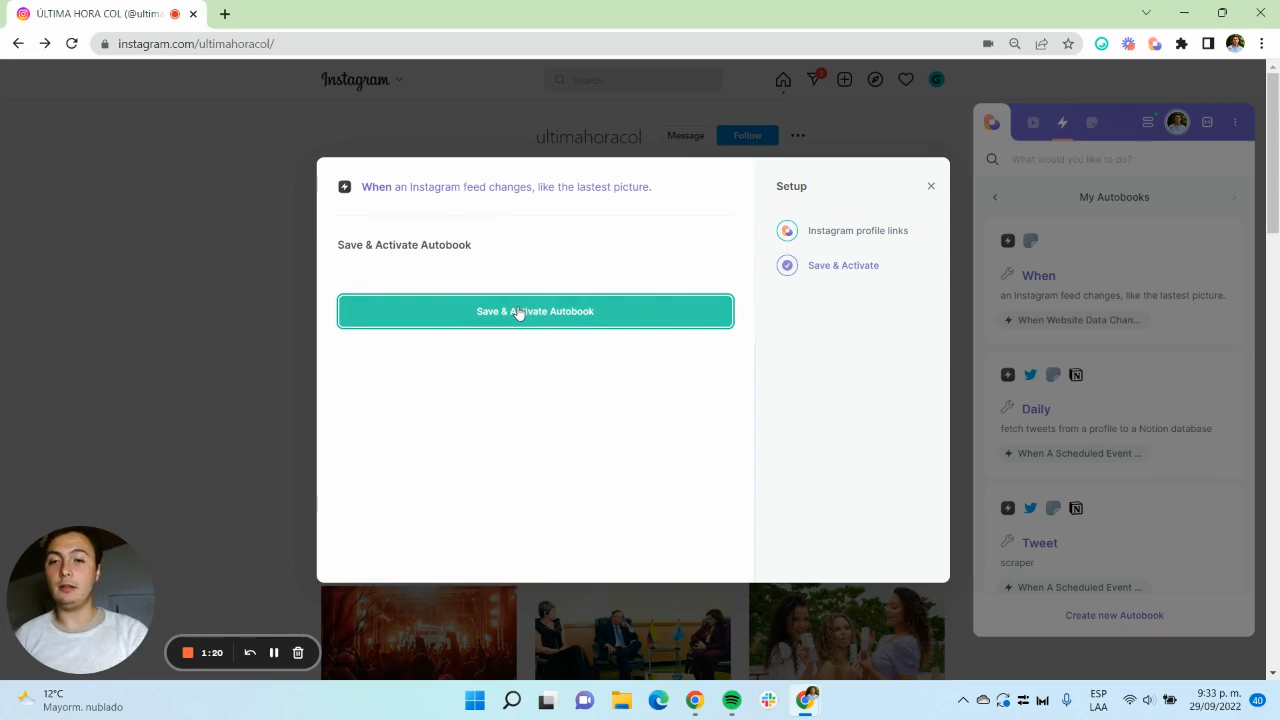 ÚLTIMA HORA COL (@ultim
instagram.com/ultimahoracol/
Instagram
Search
3
G
ultimahoracol
Message
Follow
When an Instagram feed changes, like the lastest picture.
Save & Activate Autobook
Save & Activate Autobook
Setup
Instagram profile links
Save & Activate
What would you like to do?
My Autobooks
When
an Instagram feed changes, like the lastest picture.
When Website Data Chan...
Daily
fetch tweets from a profile to a Notion database
When A Scheduled Event ...
Tweet
scraper
When A Scheduled Event ...
Create new Autobook
1:20
12°C
Mayorm. nublado
ESP
LAA
9:33 p. m.
29/09/2022
40